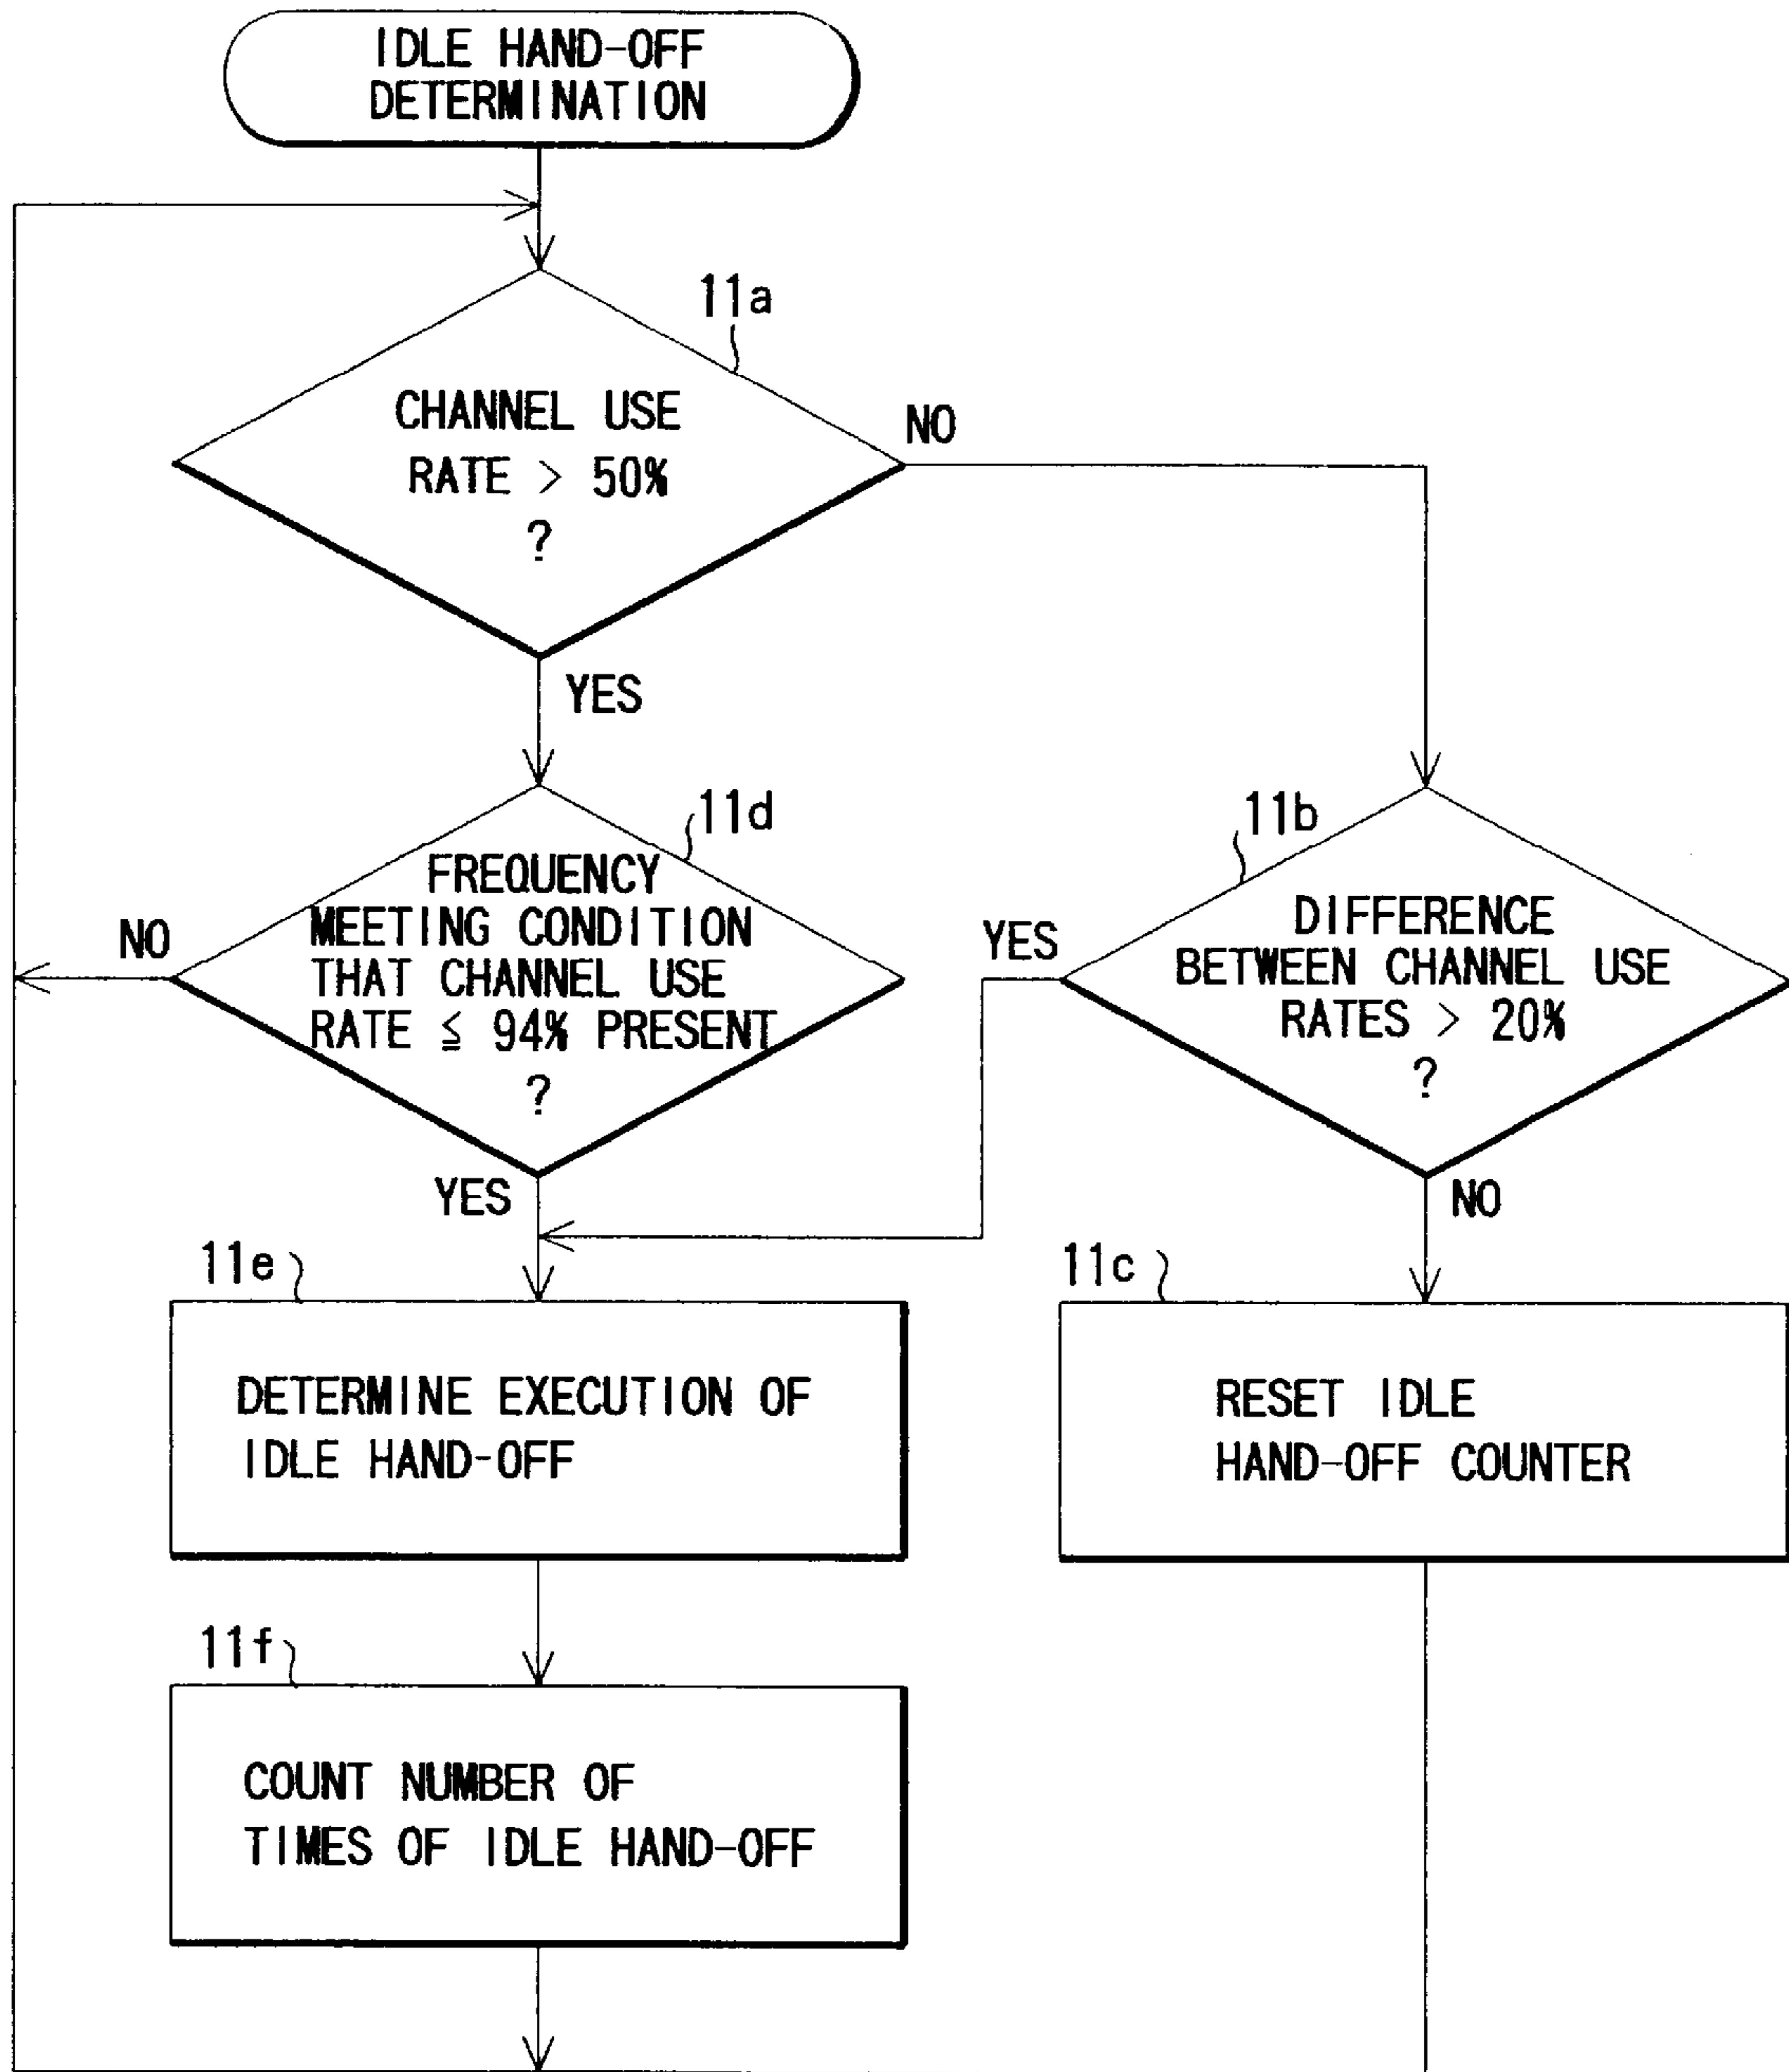 IDLE HAND-OFF
DETERMINATION
11a
CHANNEL USE
RATE > 50%
?
NO
YES
11d
FREQUENCY
MEETING CONDITION
THAT CHANNEL USE
RATE ≦ 94% PRESENT
?
NO
YES
11b
DIFFERENCE
BETWEEN CHANNEL USE
RATES > 20%
?
YES
NO
11e
DETERMINE EXECUTION OF
IDLE HAND-OFF
11c
RESET IDLE
HAND-OFF COUNTER
11f
COUNT NUMBER OF
TIMES OF IDLE HAND-OFF